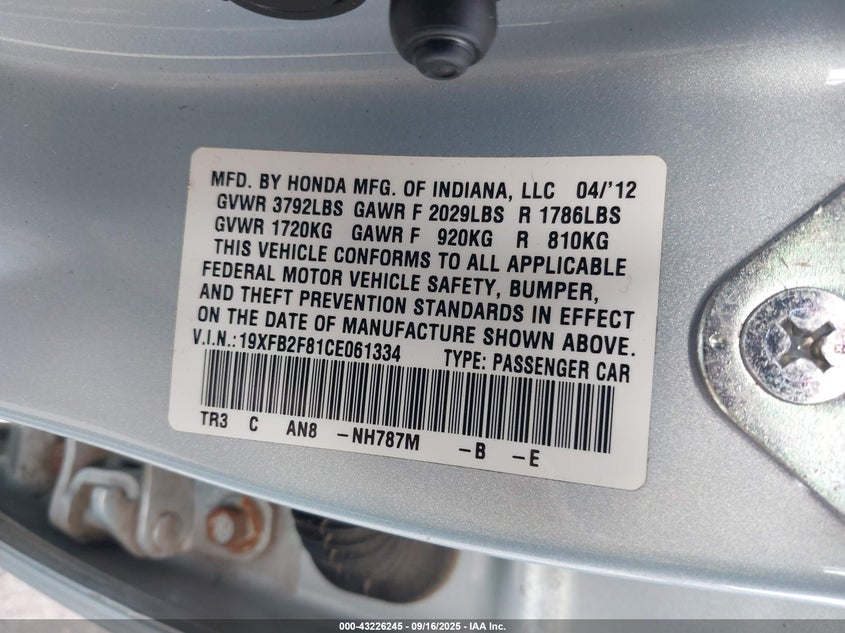 MFD. BY HONDA MFG. OF INDIANA, LLC 04/'12
GVWR 3792LBS GAWR F 2029LBS R 1786LBS
GVWR 1720KG GAWR F 920KG R 810KG
THIS VEHICLE CONFORMS TO ALL APPLICABLE
FEDERAL MOTOR VEHICLE SAFETY, BUMPER,
AND THEFT PREVENTION STANDARDS IN EFFECT
ON THE DATE OF MANUFACTURE SHOWN ABOVE.
V.I.N.: 19XFB2F81CE061334 TYPE: PASSENGER CAR
TR3 C AN8 -NH787M -B -E
000-43226245 - 09/16/2025 - IAA Inc.